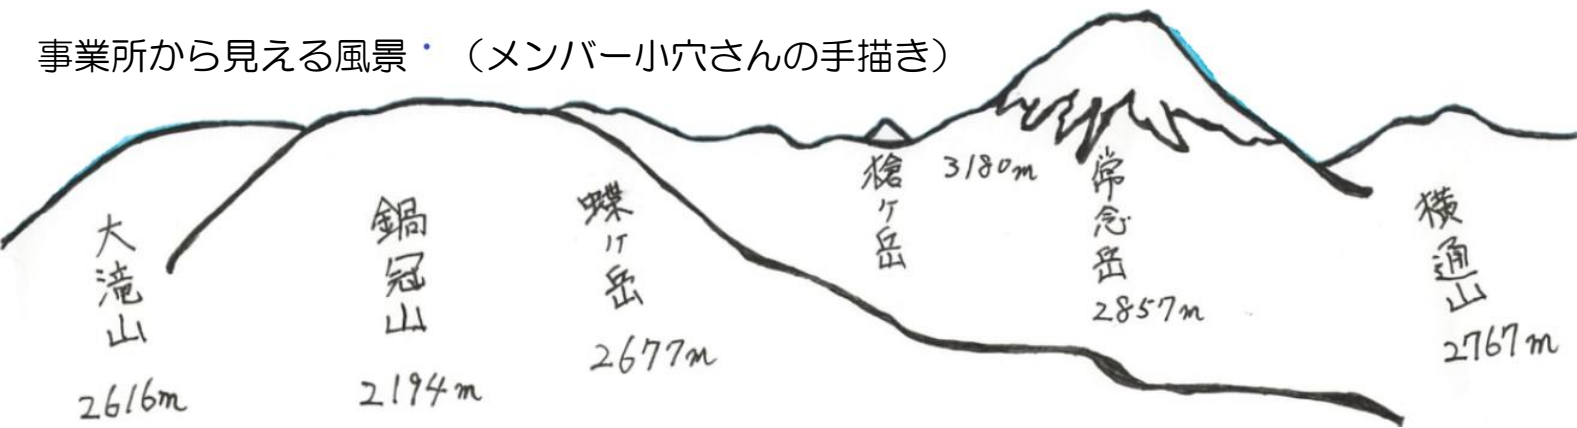 事業所から見える風景・（メンバー小穴さんの手描き）
大滝山
2616m
鍋冠山
2194m
蝶ヶ岳
2677m
槍ヶ岳
3180m
常念岳
2857m
横通山
2767m